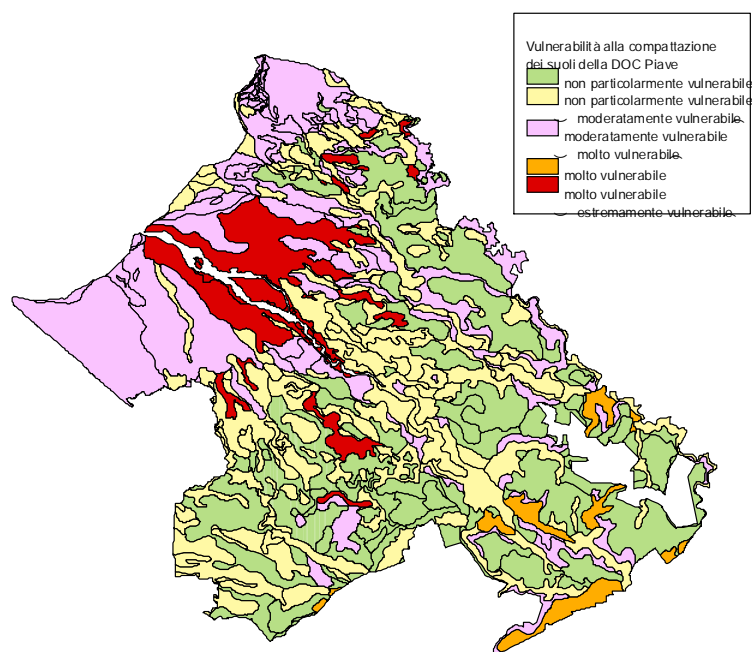 Vulnerabilità alla compattazione
dei suoli della DOC Piave
non particolarmente vulnerabile
non particolarmente vulnerabile
moderatamente vulnerabile
moderatamente vulnerabile
molto vulnerabile
molto vulnerabile
molto vulnerabile
estremamente vulnerabile